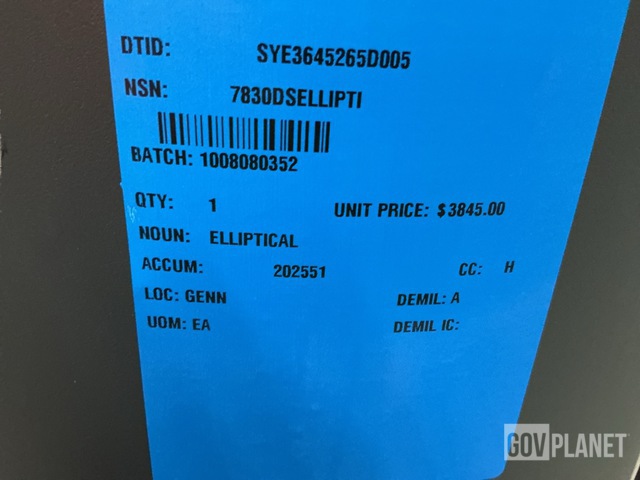 DTID: SYE3645265D005
NSN: 7830DSELLIPTI
BATCH: 1008080352
QTY: 1 UNIT PRICE: $3845.00
NOUN: ELLIPTICAL
ACCUM: 202551 CC: H
LOC: GENN DEMIL: A
UOM: EA DEMIL IC:
GOVPLANET